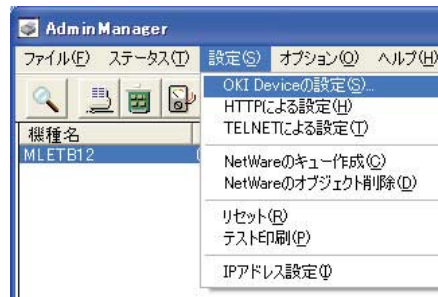 AdminManager
ファイル(F) ステータス(T) 設定(S) オプション(O) ヘルプ(H)
OKI Deviceの設定(S)...
HTTPによる設定(H)
TELNETによる設定(T)
機種名
MLETB12
NetWareのキュー作成(C)
NetWareのオブジェクト削除(D)
リセット(R)
テスト印刷(P)
IPアドレス設定(I)